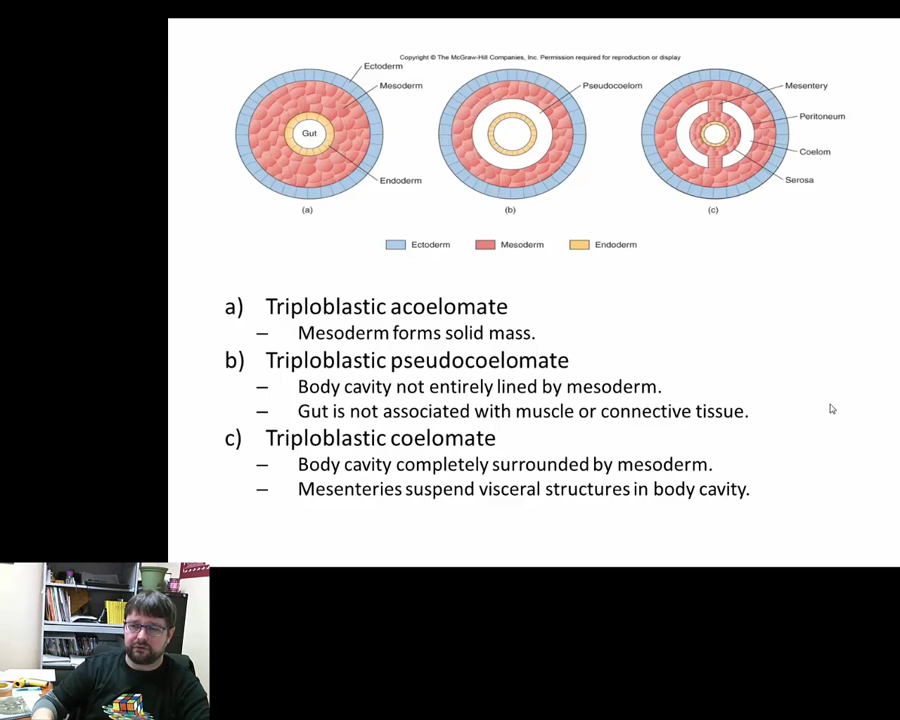 Copyright © The McGraw-Hill Companies, Inc. Permission required for reproduction or display
Ectoderm
Mesoderm
Gut
Endoderm
(a)
Pseudocoelom
(b)
Mesentery
Peritoneum
Coelom
Serosa
(c)
Ectoderm Mesoderm Endoderm
a) Triploblastic acoelomate
– Mesoderm forms solid mass.
b) Triploblastic pseudocoelomate
– Body cavity not entirely lined by mesoderm.
– Gut is not associated with muscle or connective tissue.
c) Triploblastic coelomate
– Body cavity completely surrounded by mesoderm.
– Mesenteries suspend visceral structures in body cavity.